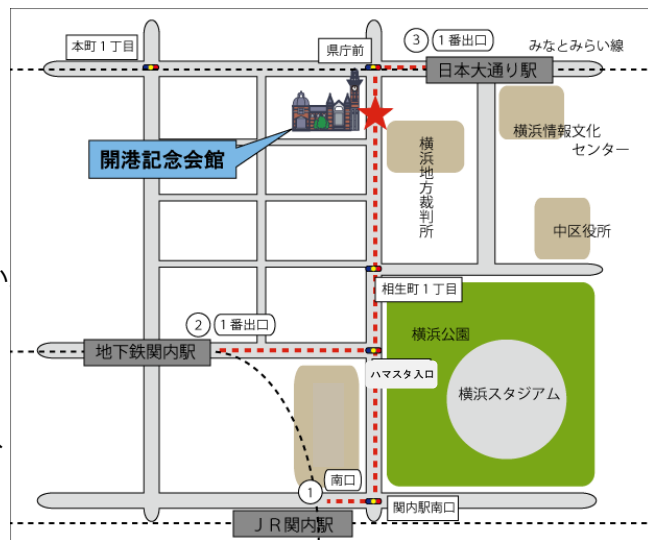 本町１丁目
県庁前
③
１番出口
みなとみらい線
日本大通り駅
開港記念会館
横浜地方裁判所
横浜情報文化
センター
中区役所
い
相生町１丁目
②
１番出口
地下鉄関内駅
横浜公園
ハマスタ入口
横浜スタジアム
南口
①
関内駅南口
ＪＲ関内駅